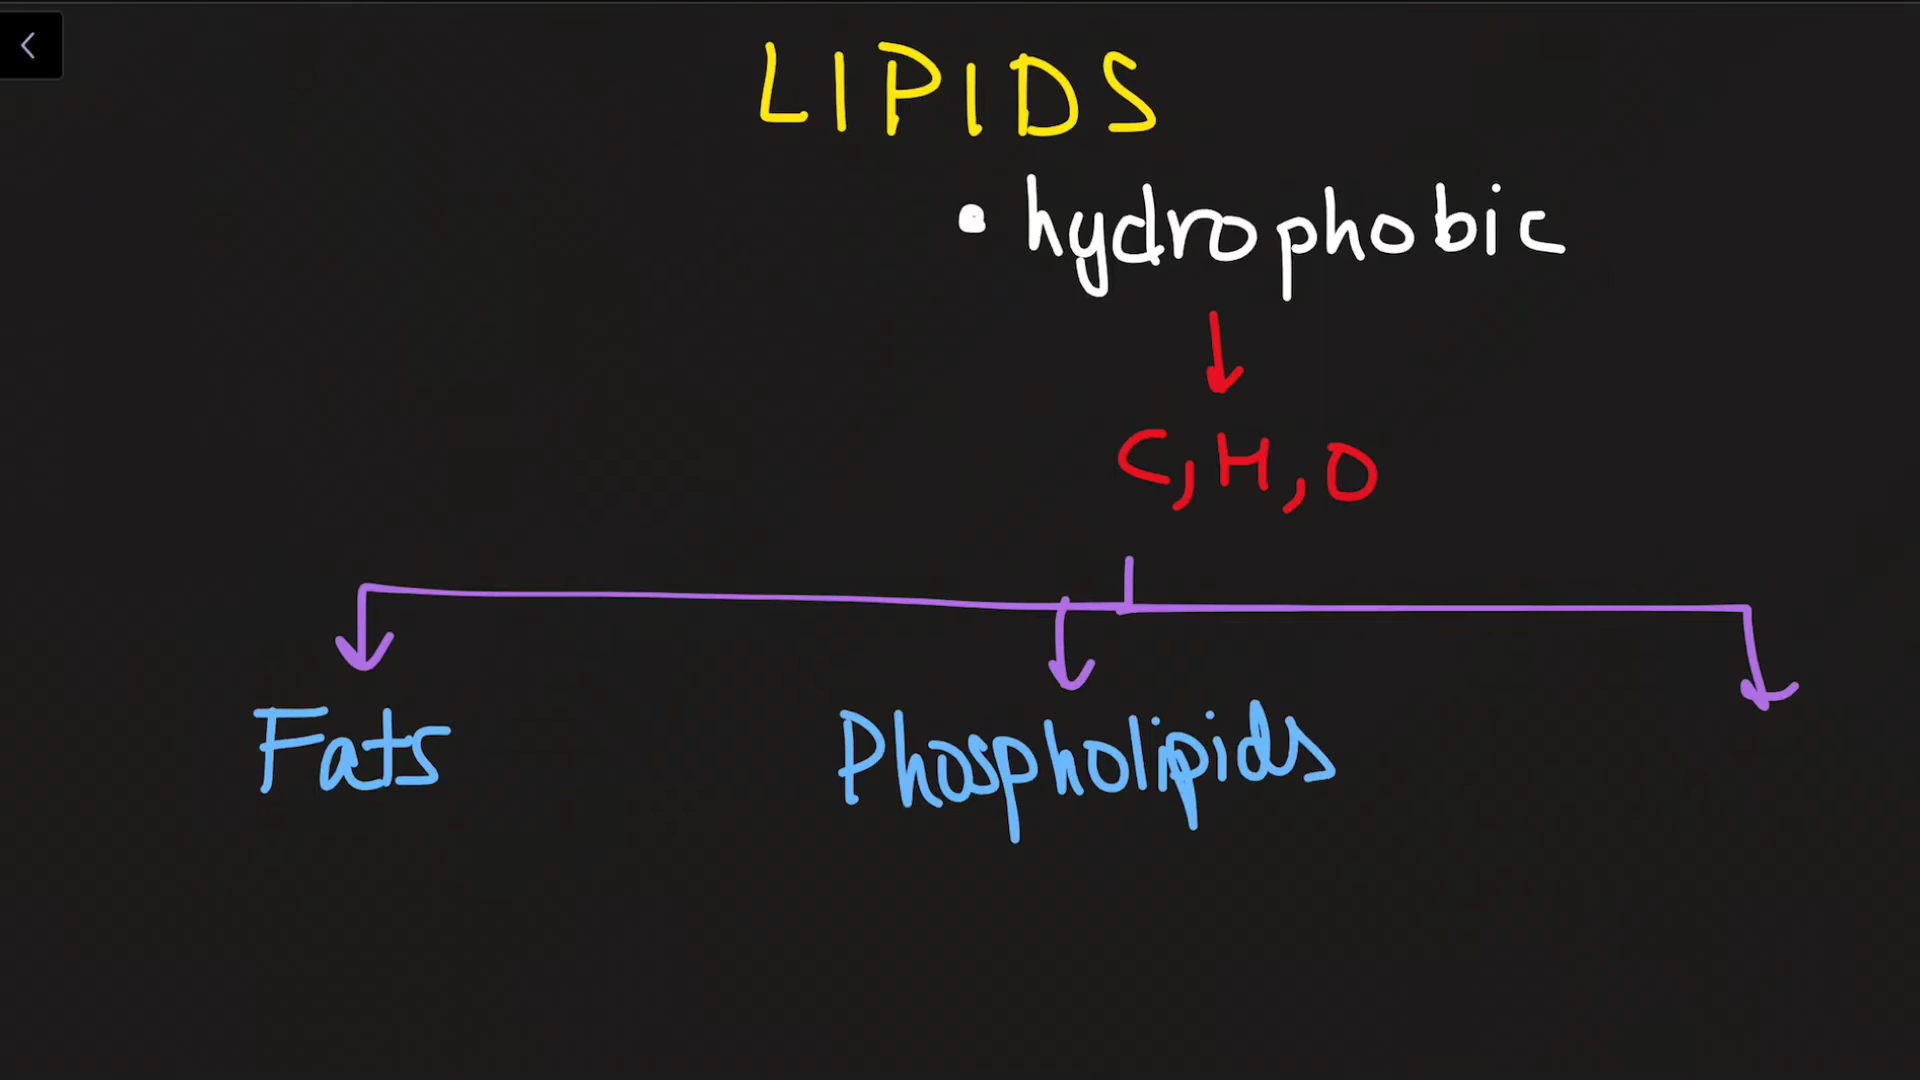 LIPIDS
• hydrophobic
C, H, O
Fats
Phospholipids